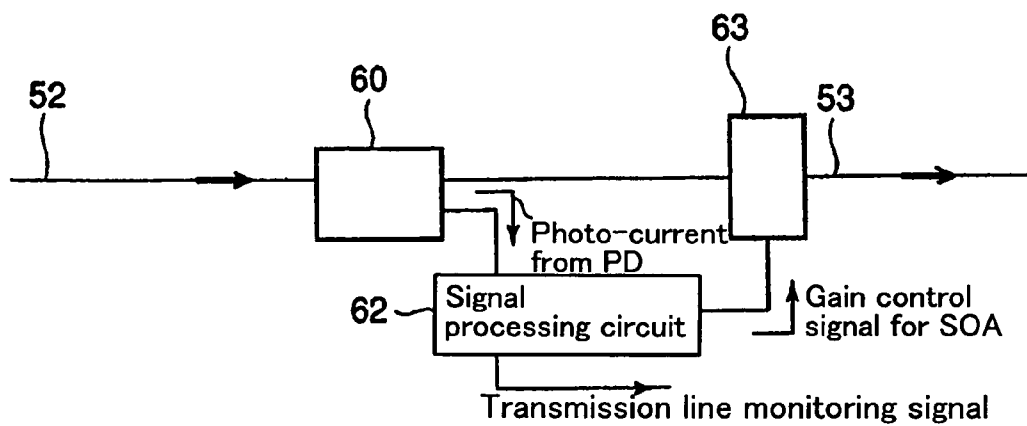 63
60
52
53
Photo-current
from PD
62
Signal
processing circuit
Gain control
signal for SOA
Transmission line monitoring signal